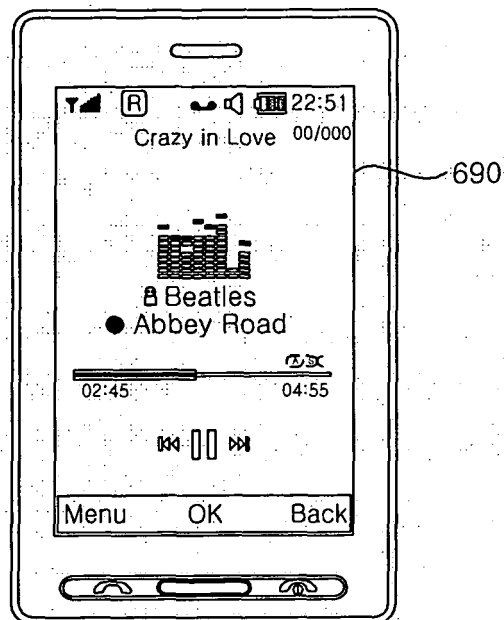 R 22:51
Crazy in Love 00/000
690
Beatles
Abbey Road
02:45 04:55
Menu OK Back